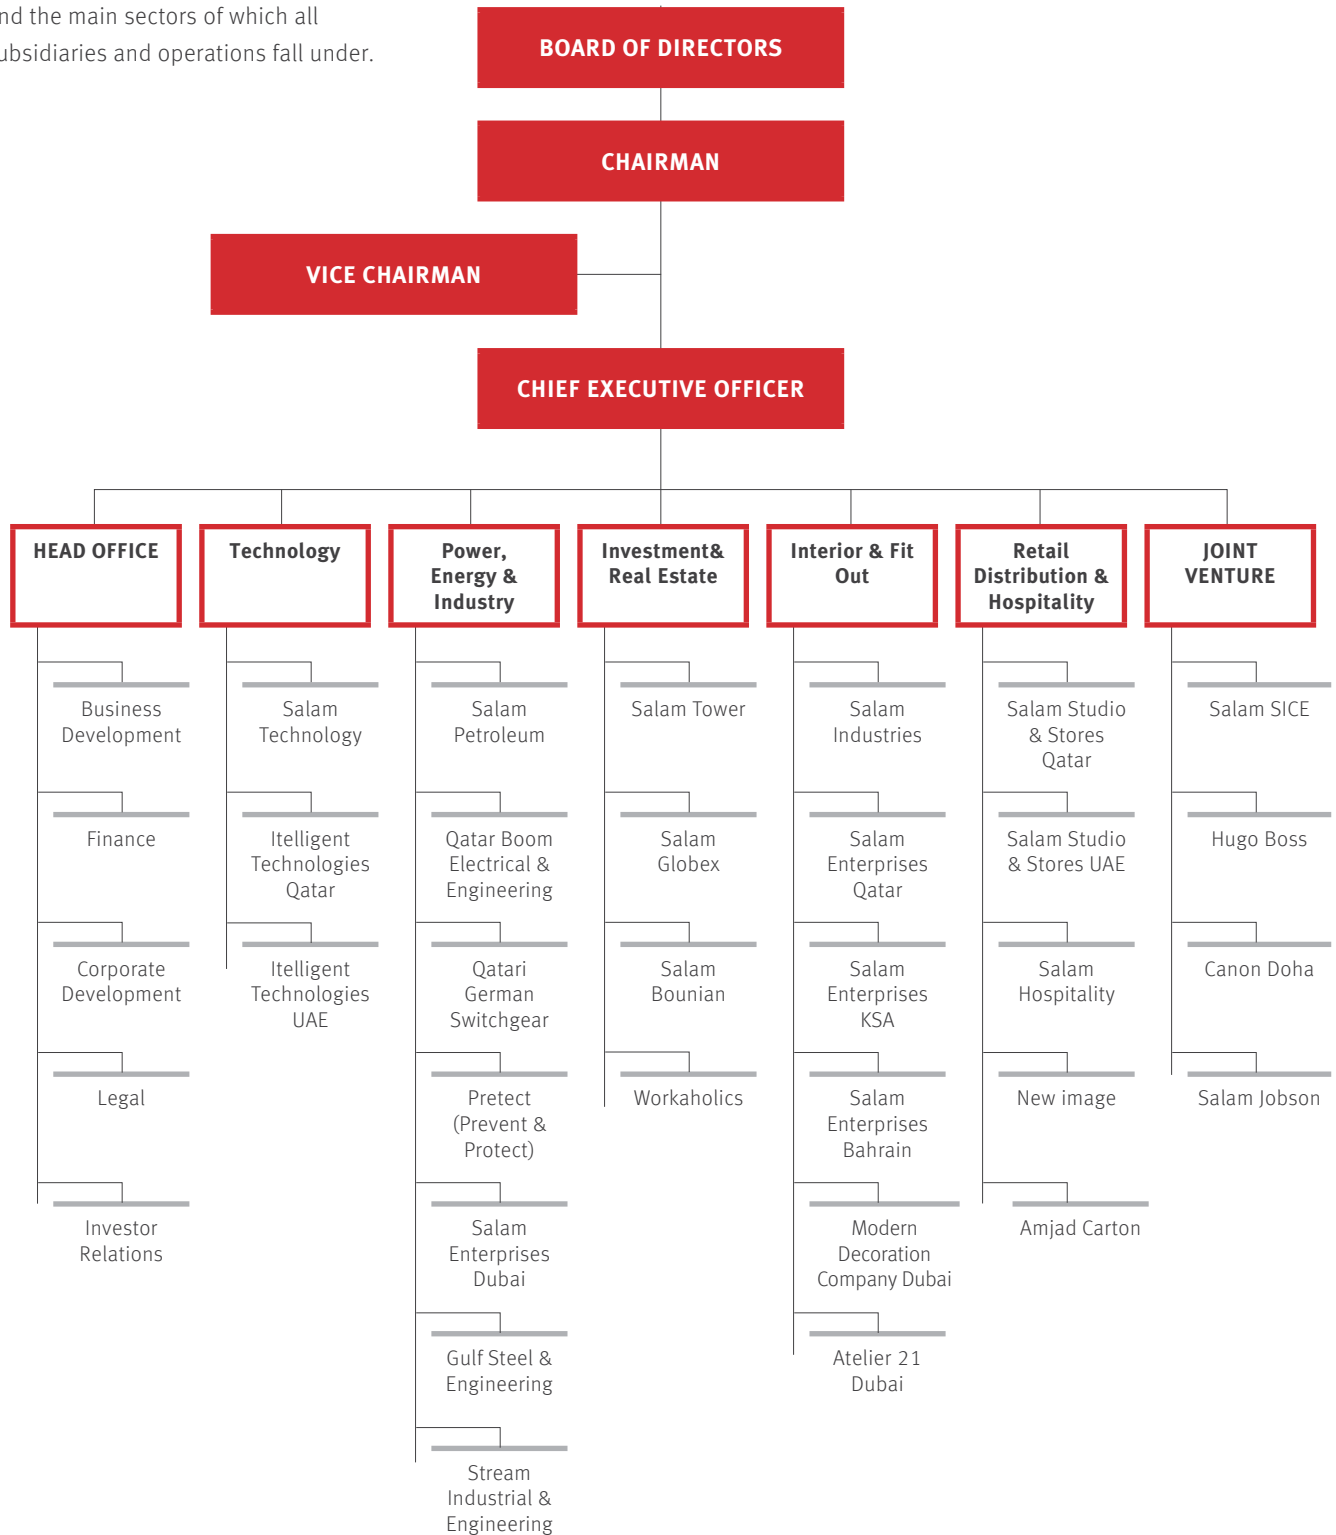 nd the main sectors of which all
ubsidiaries and operations fall under.
BOARD OF DIRECTORS
CHAIRMAN
VICE CHAIRMAN
CHIEF EXECUTIVE OFFICER
HEAD OFFICE
Business
Development
Finance
Corporate
Development
Legal
Investor
Relations
Technology
Salam
Technology
Itelligent
Technologies
Qatar
Itelligent
Technologies
UAE
Power,
Energy &
Industry
Salam
Petroleum
Qatar Boom
Electrical &
Engineering
Qatari
German
Switchgear
Pretect
(Prevent &
Protect)
Salam
Enterprises
Dubai
Gulf Steel &
Engineering
Stream
Industrial &
Engineering
Investment&
Real Estate
Salam Tower
Salam
Globex
Salam
Bounian
Workaholics
Interior & Fit
Out
Salam
Industries
Salam
Enterprises
Qatar
Salam
Enterprises
KSA
Salam
Enterprises
Bahrain
Modern
Decoration
Company Dubai
Atelier 21
Dubai
Retail
Distribution &
Hospitality
Salam Studio
& Stores
Qatar
Salam Studio
& Stores UAE
Salam
Hospitality
New image
Amjad Carton
JOINT
VENTURE
Salam SICE
Hugo Boss
Canon Doha
Salam Jobson